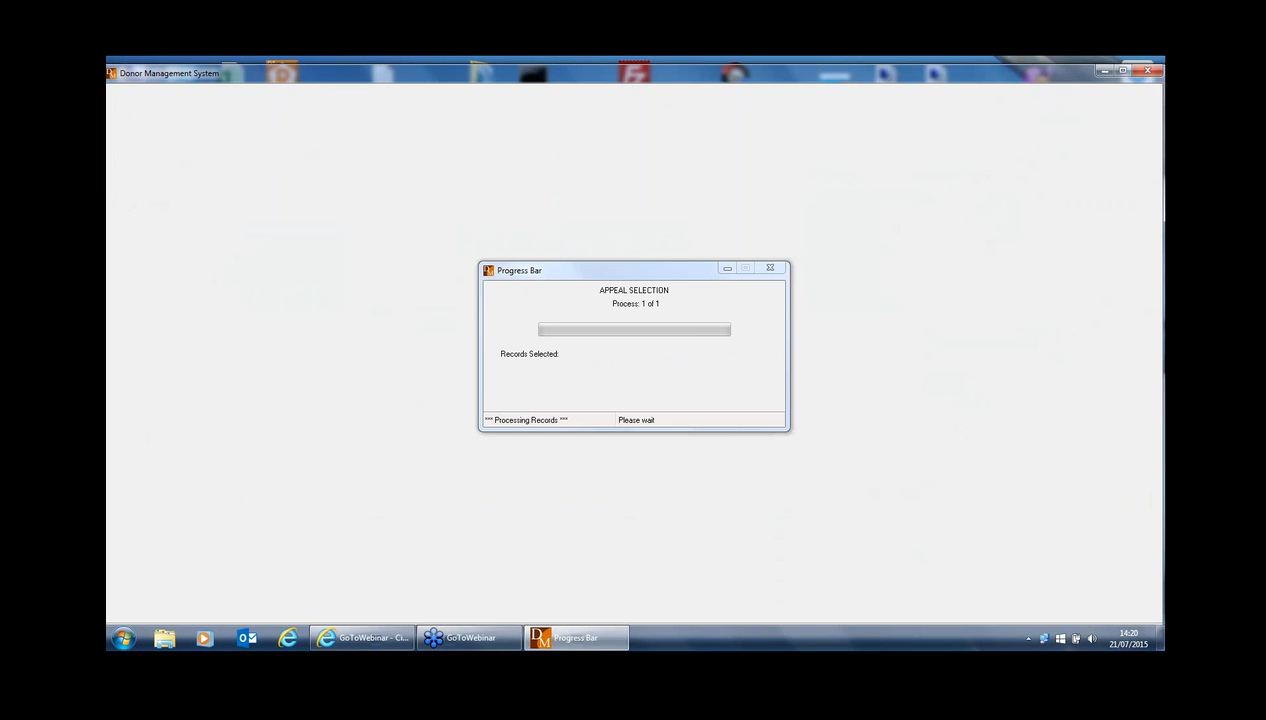 Donor Management System
Progress Bar
APPEAL SELECTION
Process: 1 of 1
Records Selected:
*** Processing Records ***
Please wait
GoToWebinar - Ci...
GoToWebinar
Progress Bar
14:20
21/07/2015